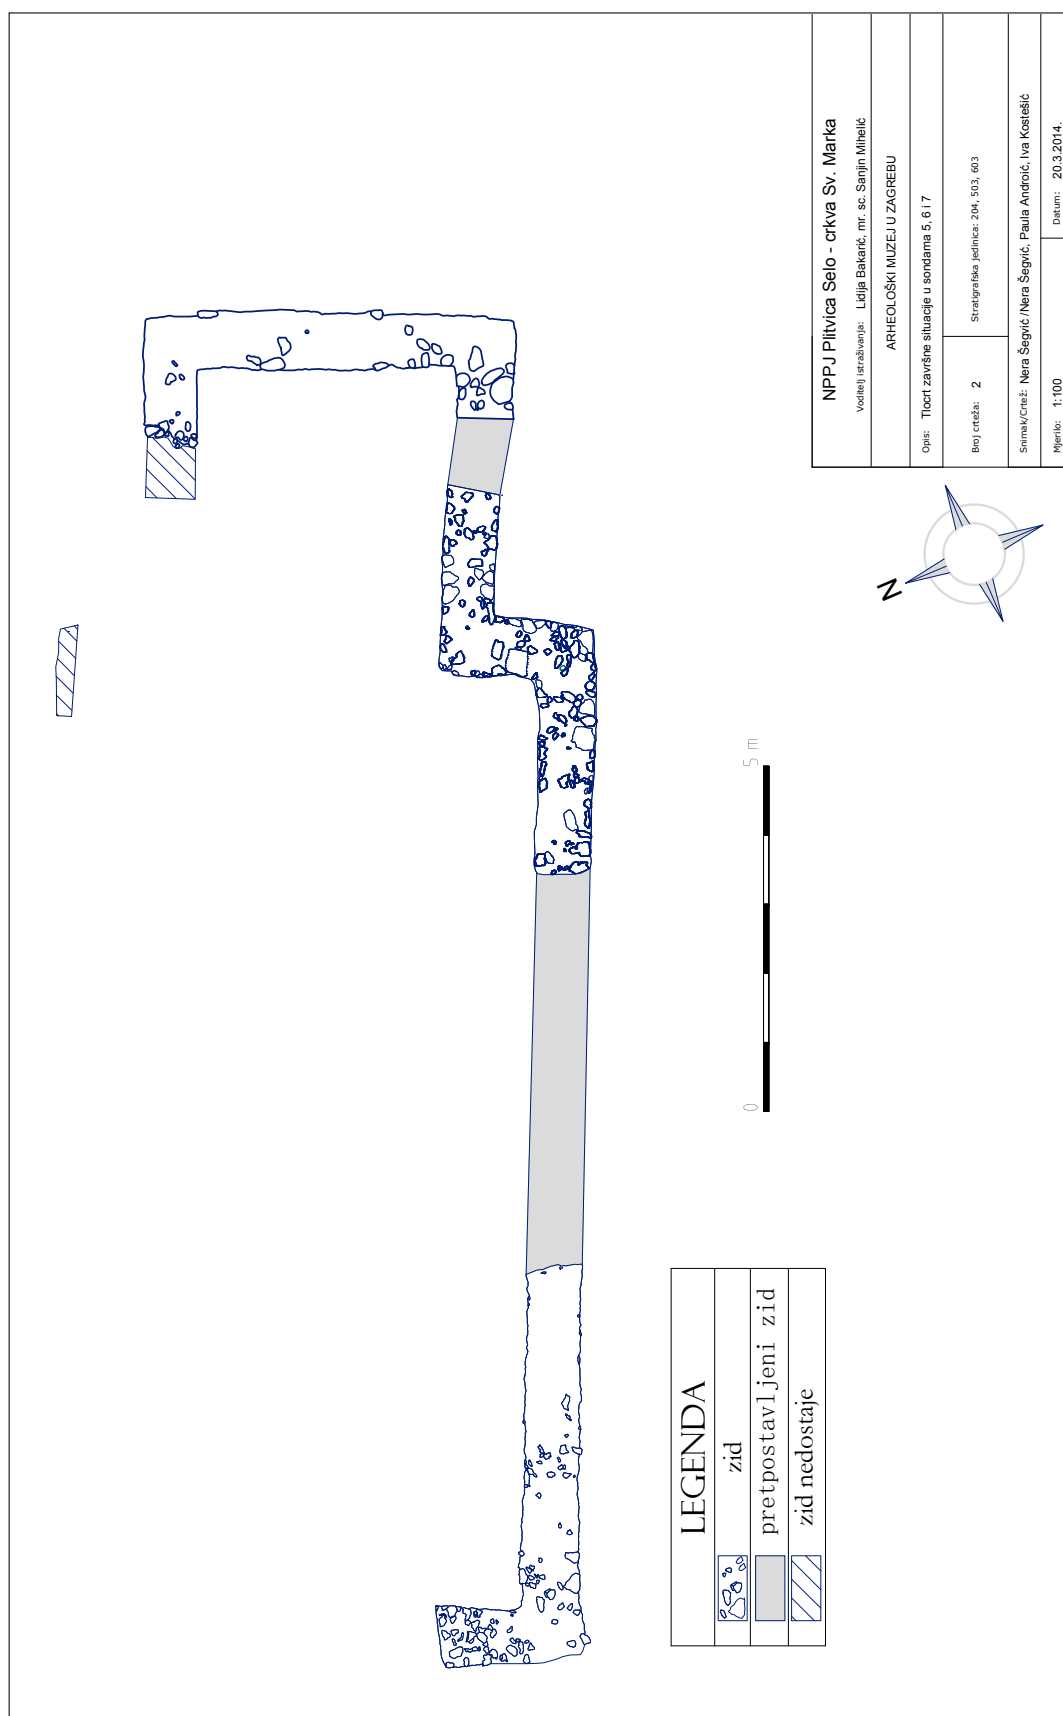 NPPJ Plitvica Selo - crkva Sv. Marka
Voditelj istraživanja: Lidija Bakarić, mr. sc. Sanjin Mihelić
ARHEOLOŠKI MUZEJ U ZAGREBU
Opis: Tlocrt završne situacije u sondama 5, 6 i 7
Broj crteža: 2
Stratigrafska jedinica: 204, 503, 603
Snimak/Crtež: Nera Šegvić /Nera Šegvić, Paula Androić, Iva Kostešić
Mjerilo: 1:100
Datum: 20.3.2014.
N
0
5 m
LEGENDA
zid
pretpostavljeni zid
zid nedostaje